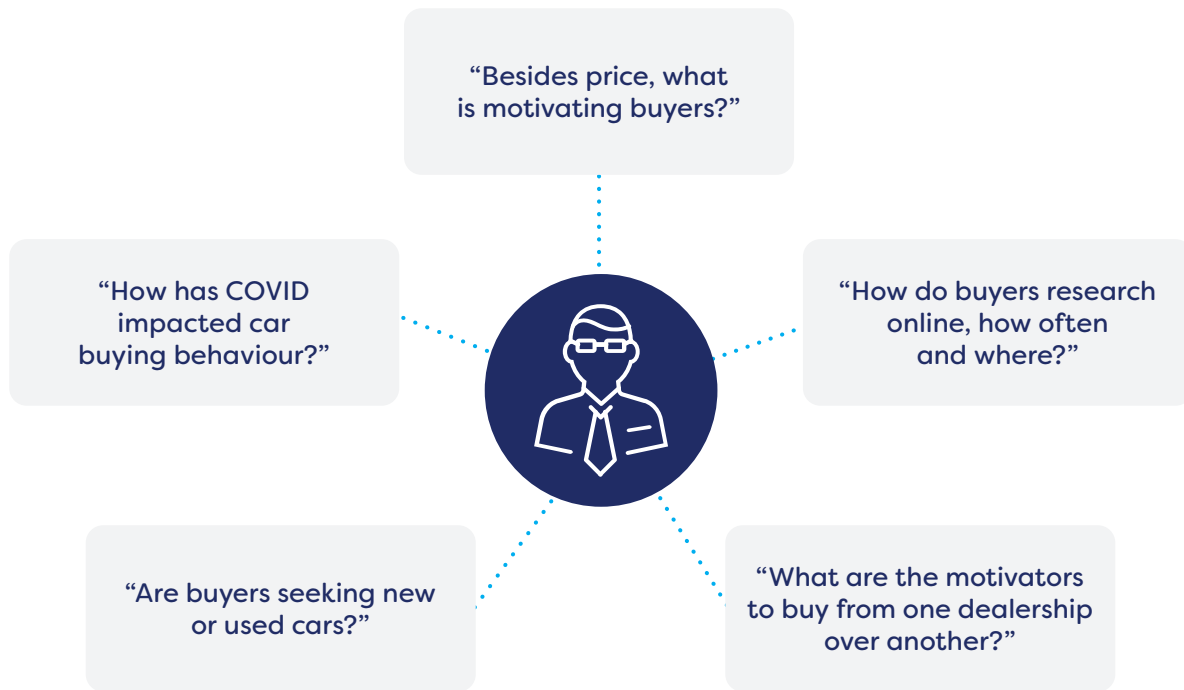 “Besides price, what
is motivating buyers?”
“How has COVID
impacted car
buying behaviour?”
“How do buyers research
online, how often
and where?”
“Are buyers seeking new
or used cars?”
“What are the motivators
to buy from one dealership
over another?”